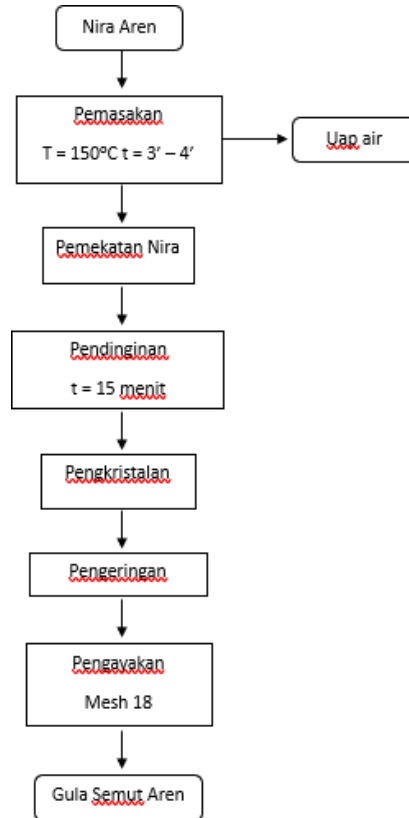 Nira Aren
Pemasakan
T = 150°C t = 3’ – 4’
Uap air
Pemekatan Nira
Pendinginan
t = 15 menit
Pengkristalan
Pengeringan
Pengayakan
Mesh 18
Gula Semut Aren